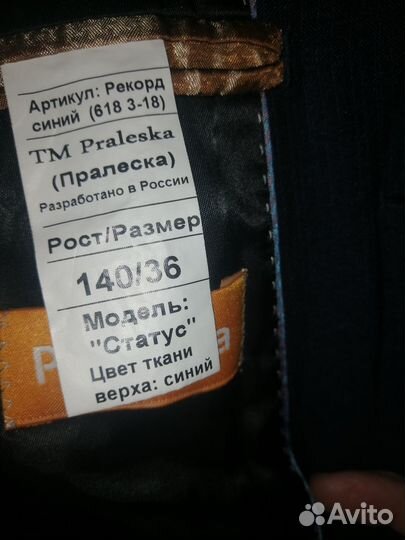 Артикул: Рекорд
синий (618 3-18)
TM Praleska
(Пралеска)
Разработано в России
Рост/Размер
140/36
Модель:
"Статус"
Цвет ткани
верха: синий
Avito